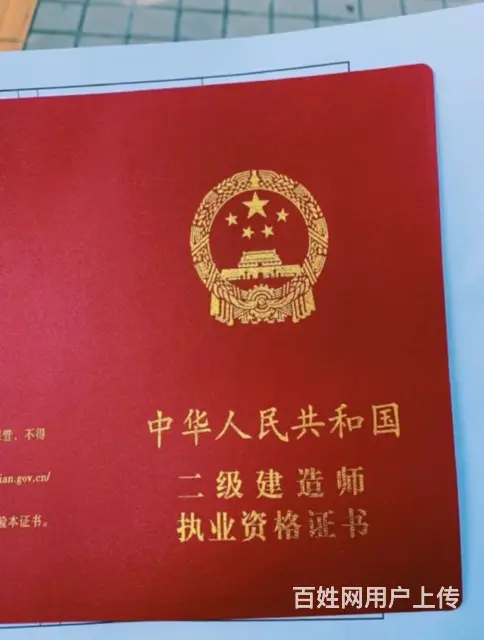 中华人民共和国
二级建造师
执业资格证书
管、不得
ian.gov.cn/
验本证书。
百姓网用户上传